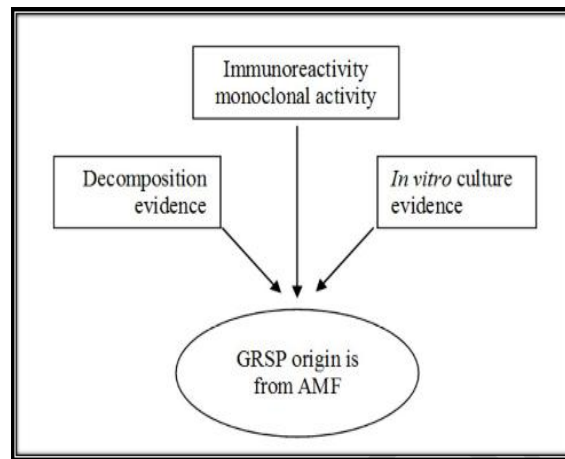 Immunoreactivity
monoclonal activity
Decomposition
evidence
In vitro culture
evidence
GRSP origin is
from AMF